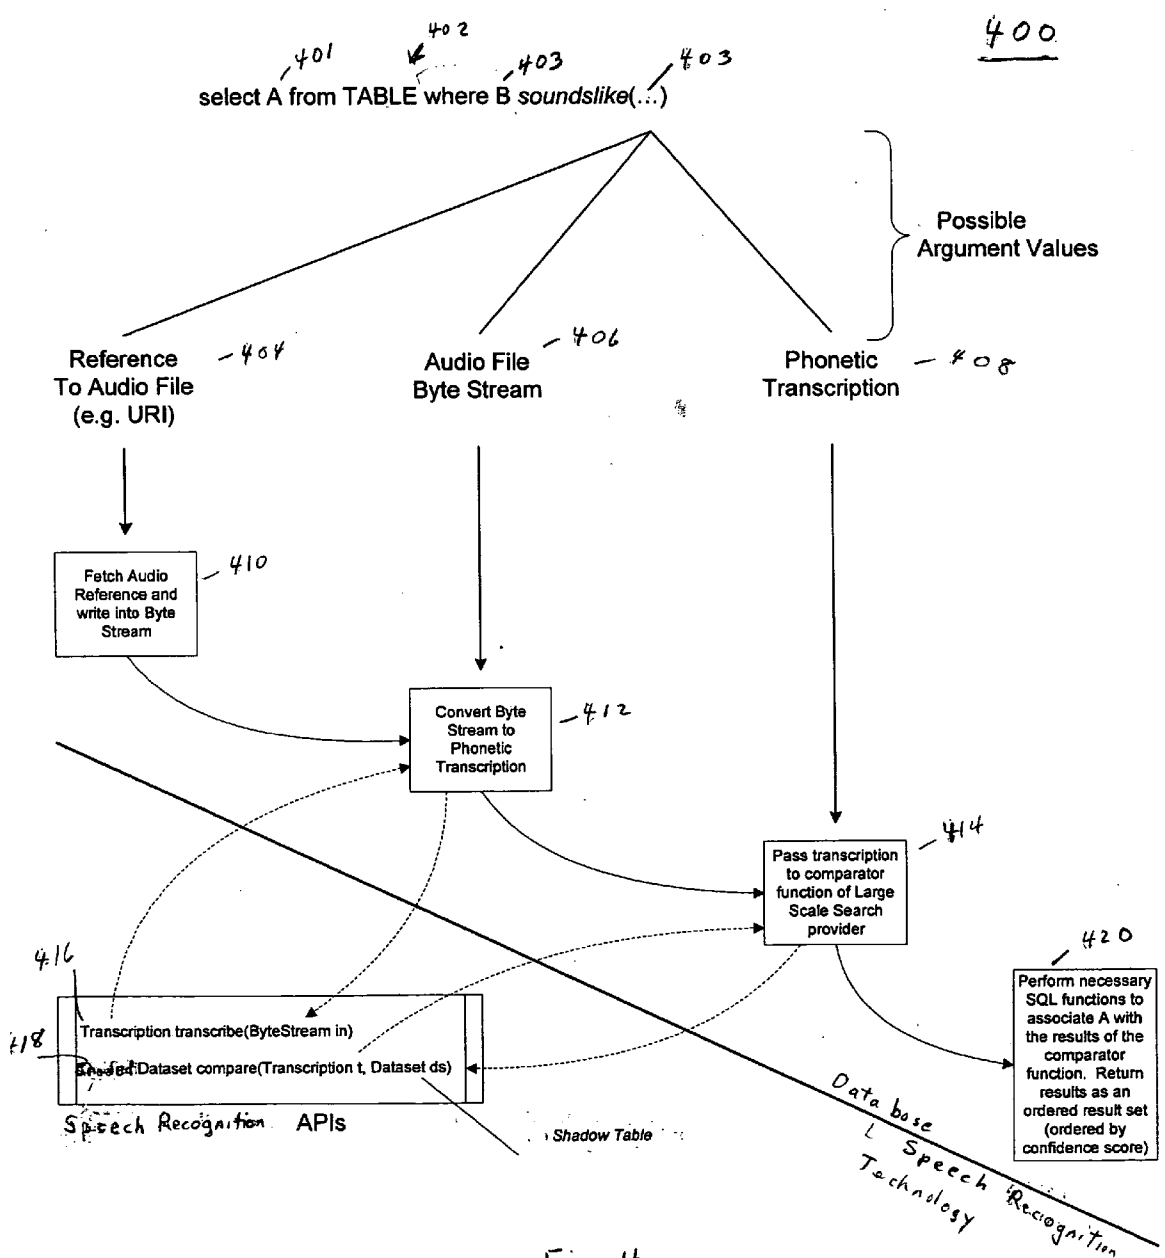 400
401
402
403
403
select A from TABLE where B soundslike(...)
Possible
Argument Values
Reference
To Audio File
(e.g. URI)
404
Audio File
Byte Stream
406
Phonetic
Transcription
408
Fetch Audio
Reference and
write into Byte
Stream
410
Convert Byte
Stream to
Phonetic
Transcription
412
Pass transcription
to comparator
function of Large
Scale Search
provider
414
Perform necessary
SQL functions to
associate A with
the results of the
comparator
function. Return
results as an
ordered result set
(ordered by
confidence score)
420
416
Transcription transcribe(ByteStream in)
418
Dataset compare(Transcription t, Dataset ds)
Speech Recognition APIs
Shadow Table
Database
Speech Recognition
Technology